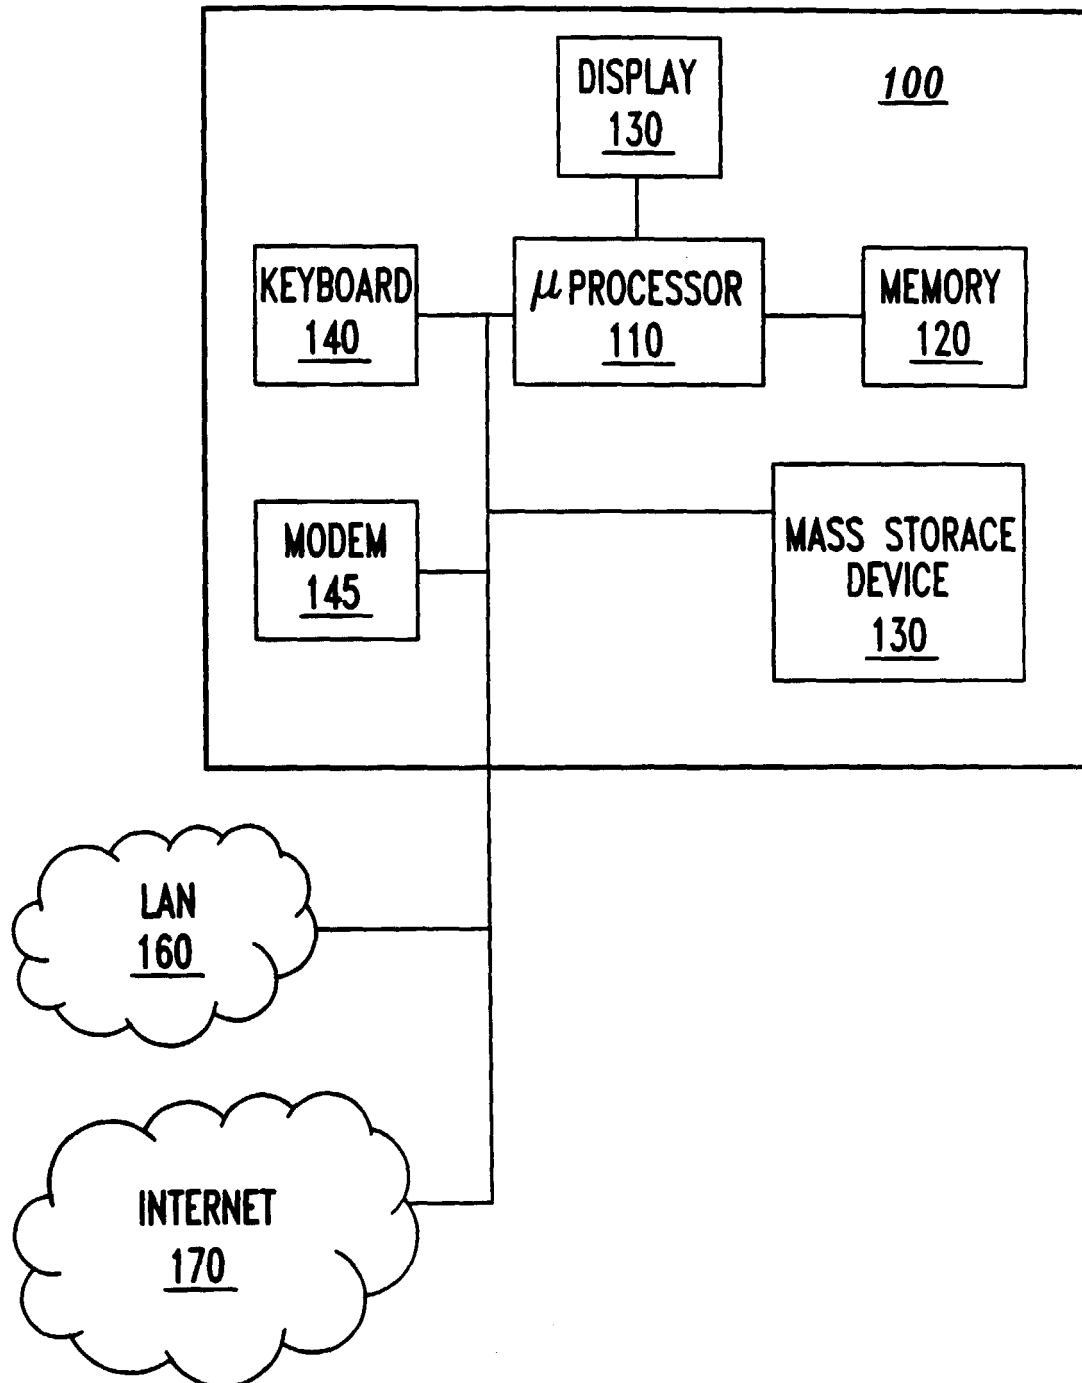 DISPLAY
130
100
KEYBOARD
140
μ PROCESSOR
110
MEMORY
120
MODEM
145
MASS STORACE
DEVICE
130
LAN
160
INTERNET
170